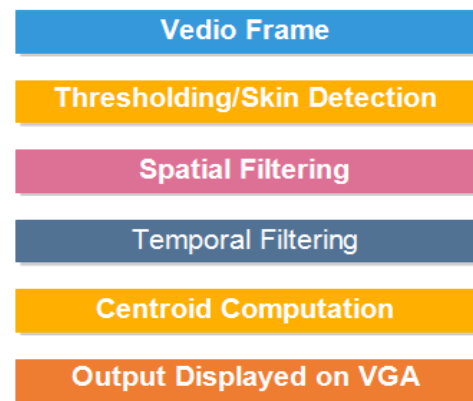 Vedio Frame
Thresholding/Skin Detection
Spatial Filtering
Temporal Filtering
Centroid Computation
Output Displayed on VGA